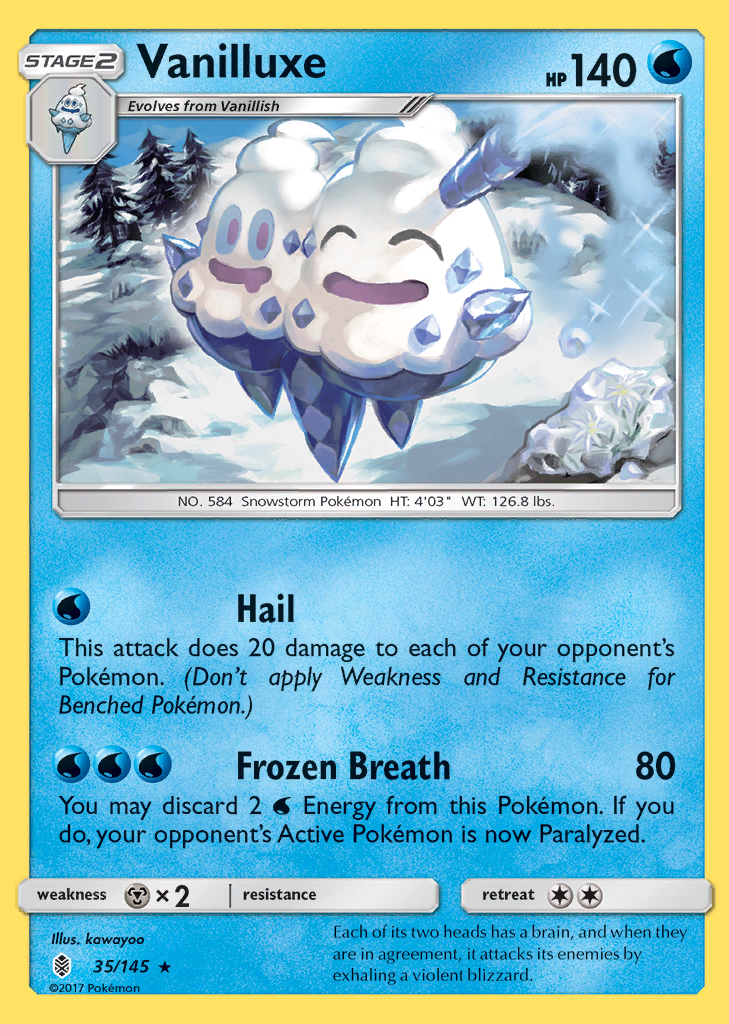 STAGE2
Vanilluxe
HP 140
Evolves from Vanillish
NO. 584 Snowstorm Pokémon HT: 4'03" WT: 126.8 lbs.
Hail
This attack does 20 damage to each of your opponent's
Pokémon. (Don't apply Weakness and Resistance for
Benched Pokémon.)
Frozen Breath 80
You may discard 2 Energy from this Pokémon. If you
do, your opponent's Active Pokémon is now Paralyzed.
weakness ×2 resistance retreat
Illus. kawayoo
35/145 ★
©2017 Pokémon
Each of its two heads has a brain, and when they
are in agreement, it attacks its enemies by
exhaling a violent blizzard.